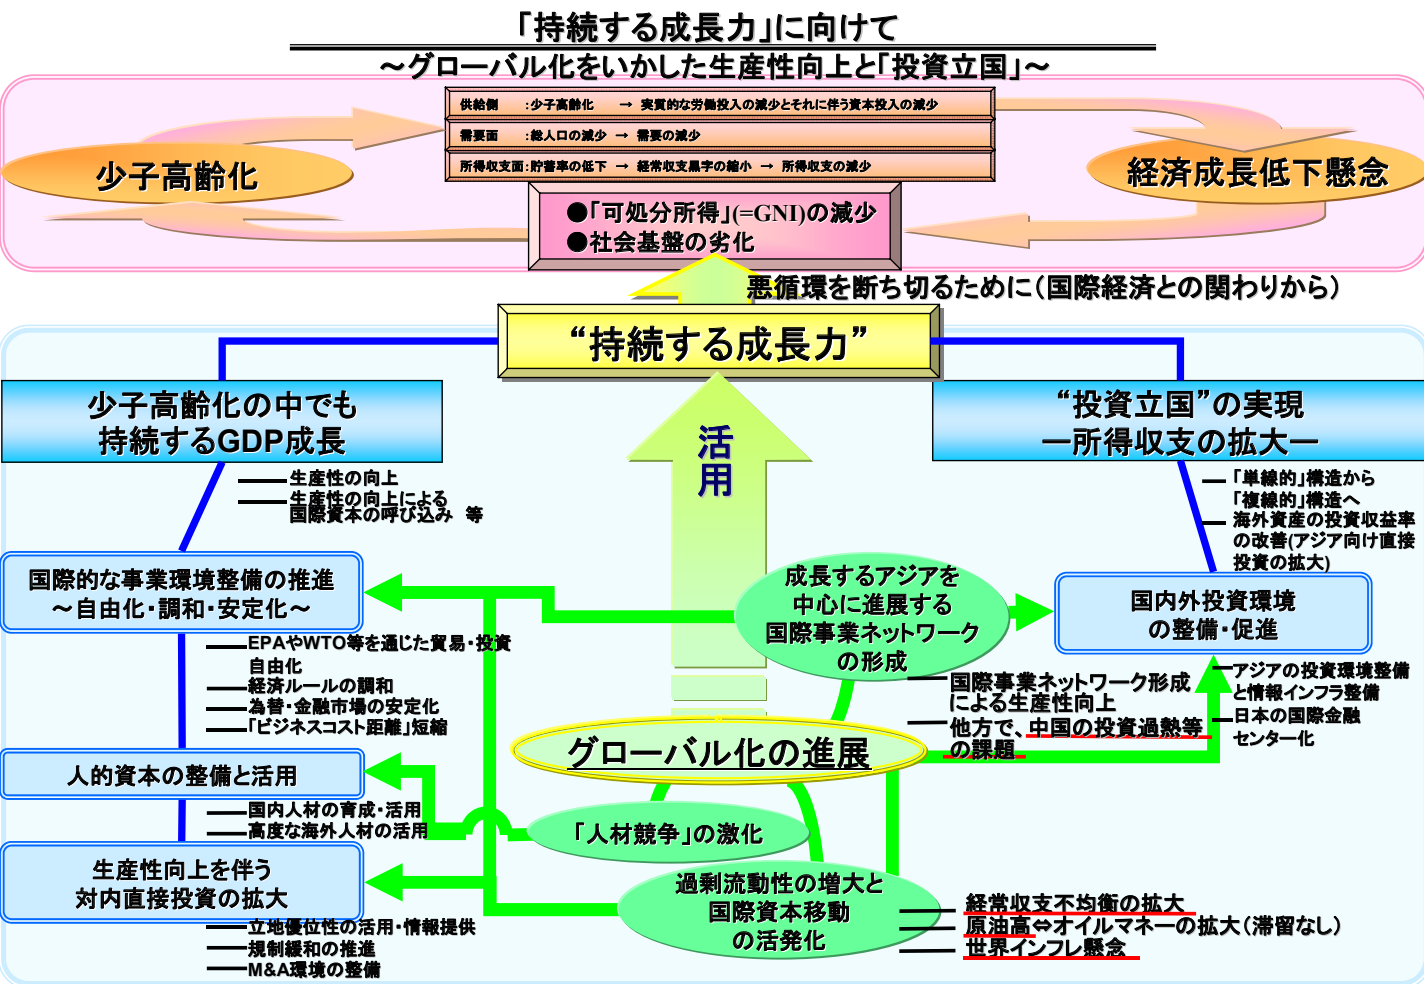 「持続する成長力」に向けて
～グローバル化をいかした生産性向上と「投資立国」～
供給側　：少子高齢化　→　実質的な労働投入の減少とそれに伴う資本投入の減少
需要面　：総人口の減少　→　需要の減少
所得収支面：貯蓄率の低下　→　経常収支黒字の縮小　→　所得収支の減少
少子高齢化
経済成長低下懸念
●「可処分所得」(=GNI)の減少
●社会基盤の劣化
悪循環を断ち切るために（国際経済との関わりから）
“持続する成長力”
少子高齢化の中でも
持続するGDP成長
“投資立国”の実現
―所得収支の拡大―
活
用
生産性の向上
生産性の向上による
国際資本の呼び込み　等
「単線的」構造から
「複線的」構造へ
海外資産の投資収益率
の改善(アジア向け直接
投資の拡大)
国際的な事業環境整備の推進
～自由化・調和・安定化～
成長するアジアを
中心に進展する
国際事業ネットワーク
の形成
国内外投資環境
の整備・促進
EPAやWTO等を通じた貿易・投資
自由化
経済ルールの調和
為替・金融市場の安定化
「ビジネスコスト距離」短縮
国際事業ネットワーク形成
による生産性向上
他方で、中国の投資過熱等
の課題
アジアの投資環境整備
と情報インフラ整備
日本の国際金融
センター化
グローバル化の進展
人的資本の整備と活用
国内人材の育成・活用
高度な海外人材の活用
「人材競争」の激化
生産性向上を伴う
対内直接投資の拡大
過剰流動性の増大と
国際資本移動
の活発化
立地優位性の活用・情報提供
規制緩和の推進
M&A環境の整備
経常収支不均衡の拡大
原油高⇔オイルマネーの拡大（滞留なし）
世界インフレ懸念